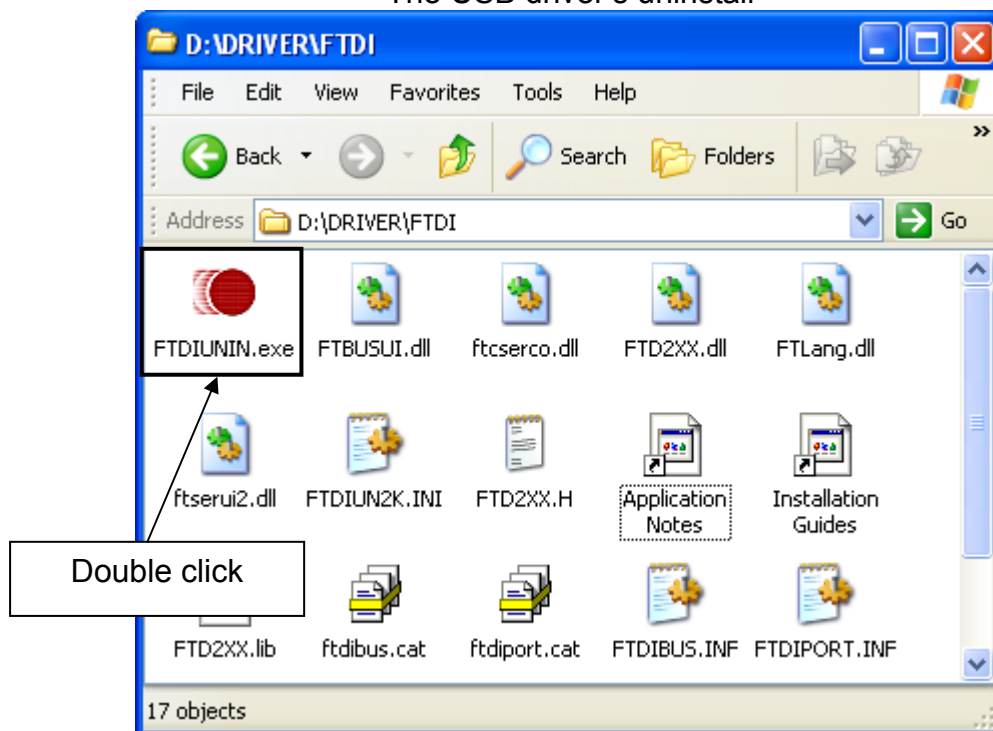 The USB driver's uninstall
D:\DRIVER\FTDI
File Edit View Favorites Tools Help
Back Search Folders »
Address D:\DRIVER\FTDI Go
FTDIUNIN.exe FTBUSUI.dll ftcserco.dll FTD2XX.dll FTLang.dll
ftserui2.dll FTDIUN2K.INI FTD2XX.H Application Installation
Notes Guides
Double click
FTD2XX.lib ftdibus.cat ftdiport.cat FTDIBUS.INF FTDIPORT.INF
17 objects